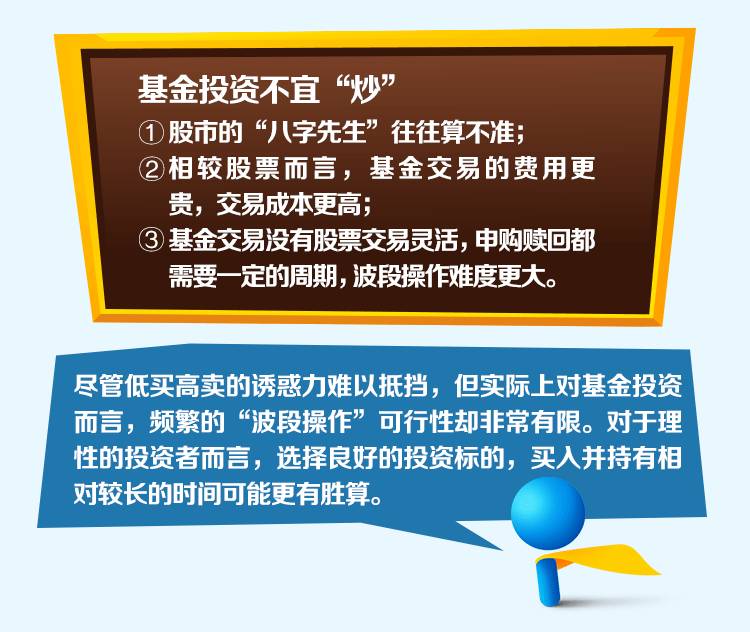 基金投资不宜“炒”
① 股市的“八字先生”往往算不准；
② 相较股票而言，基金交易的费用更
贵，交易成本更高；
③ 基金交易没有股票交易灵活，申购赎回都
需要一定的周期，波段操作难度更大。
尽管低买高卖的诱惑力难以抵挡，但实际上对基金投资
而言，频繁的“波段操作”可行性却非常有限。对于理
性的投资者而言，选择良好的投资标的，买入并持有相
对较长的时间可能更有胜算。